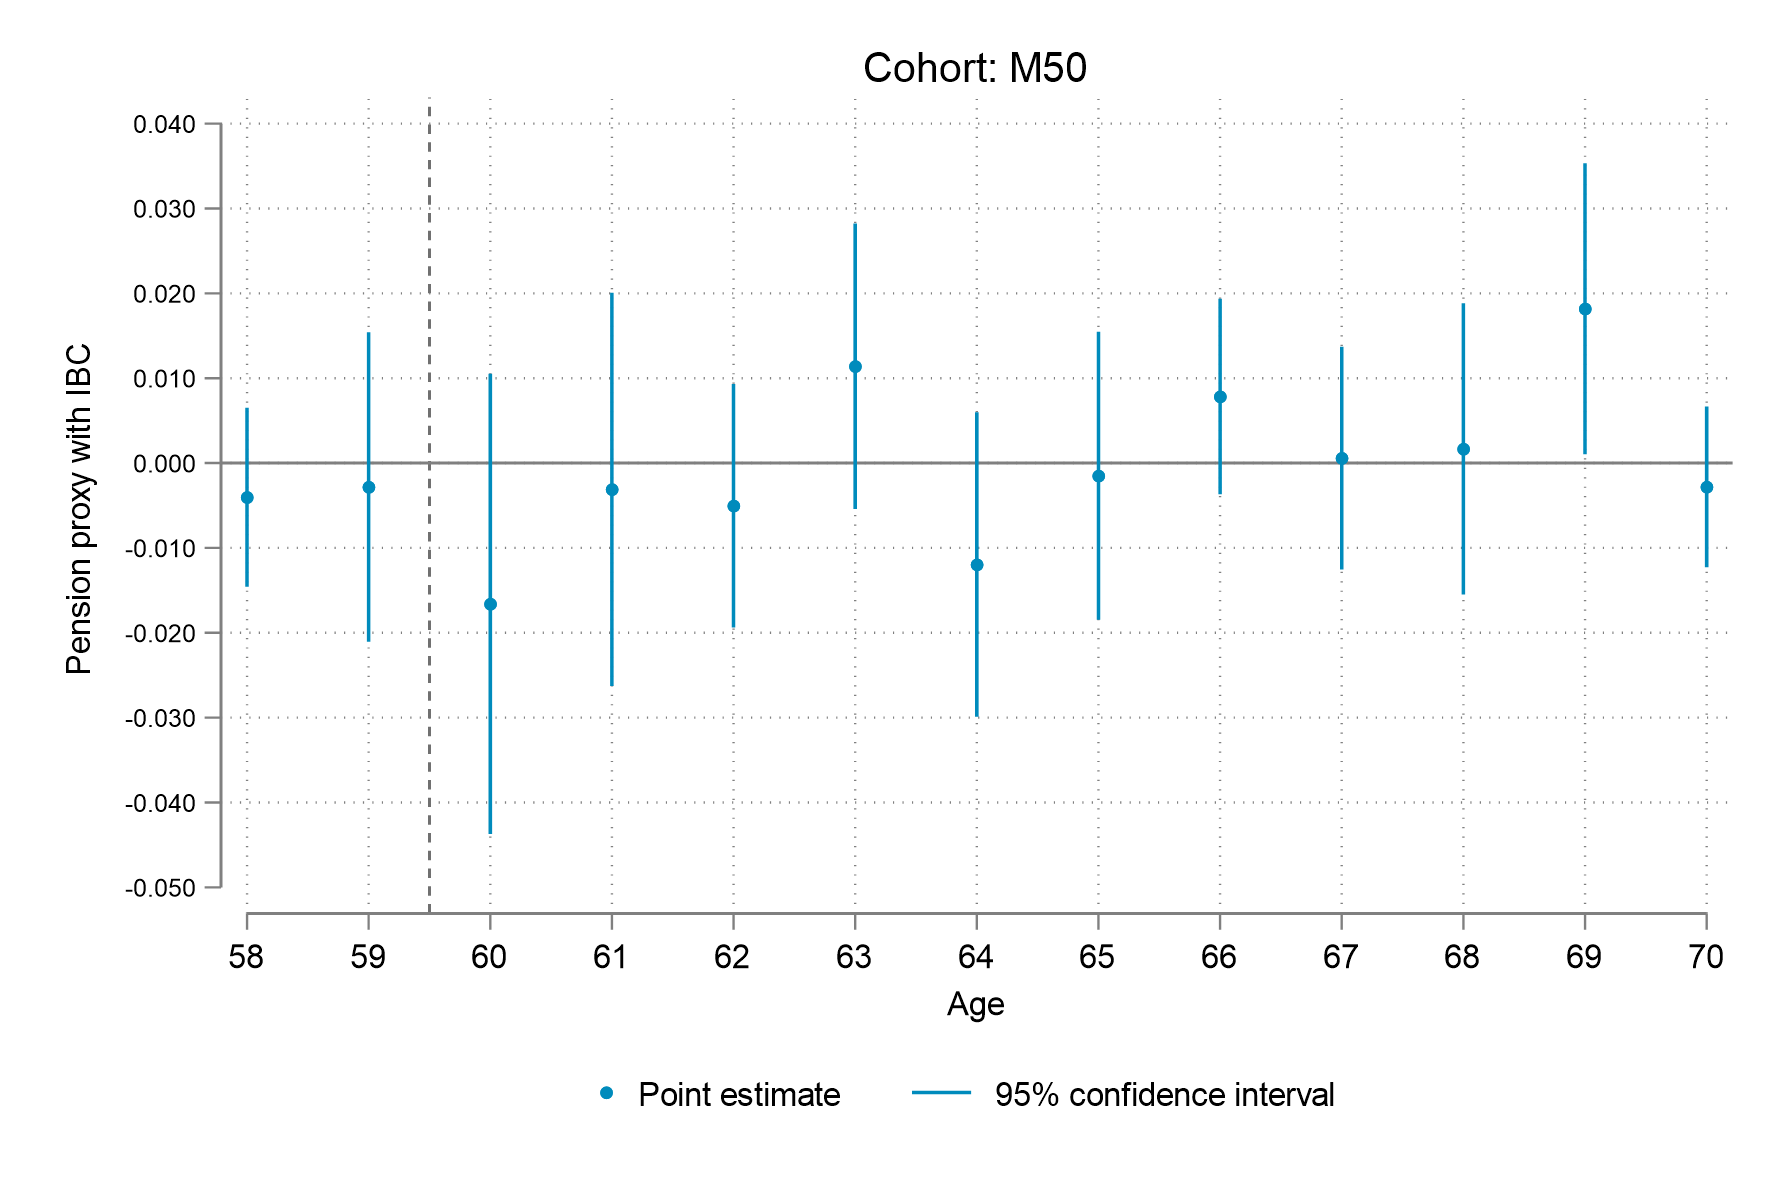 Cohort: M50
0.040
0.030
0.020
0.010
0.000
-0.010
-0.020
-0.030
-0.040
-0.050
Pension proxy with IBC
58 59 60 61 62 63 64 65 66 67 68 69 70
Age
Point estimate 95% confidence interval